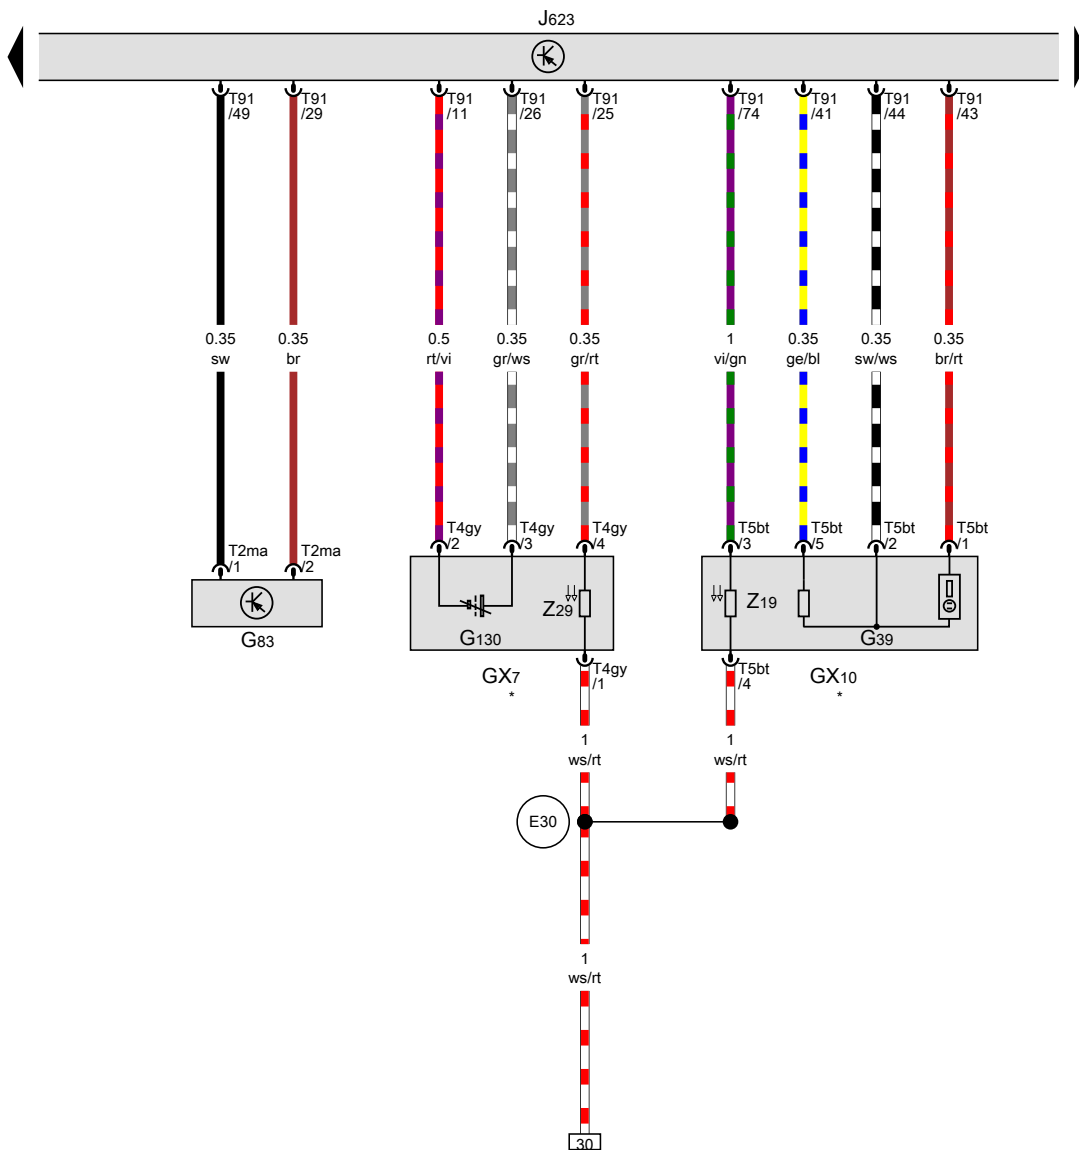 J623
T91 T91 T91 T91 T91 T91 T91 T91 T91
/49 /29 /11 /26 /25 /74 /41 /44 /43
0.35 0.35 0.5 0.35 0.35 1 0.35 0.35 0.35
sw br rt/vi gr/ws gr/rt vi/gn ge/bl sw/ws br/rt
T4gy T4gy T4gy T5bt T5bt T5bt T5bt
/2 /3 /4 /3 /5 /2 /1
T2ma T2ma
/1 /2
Z29 Z19
G83 G130 G39
GX7 T4gy GX10 T5bt
* /1 * /4
1 1
ws/rt ws/rt
E30
1
ws/rt
30